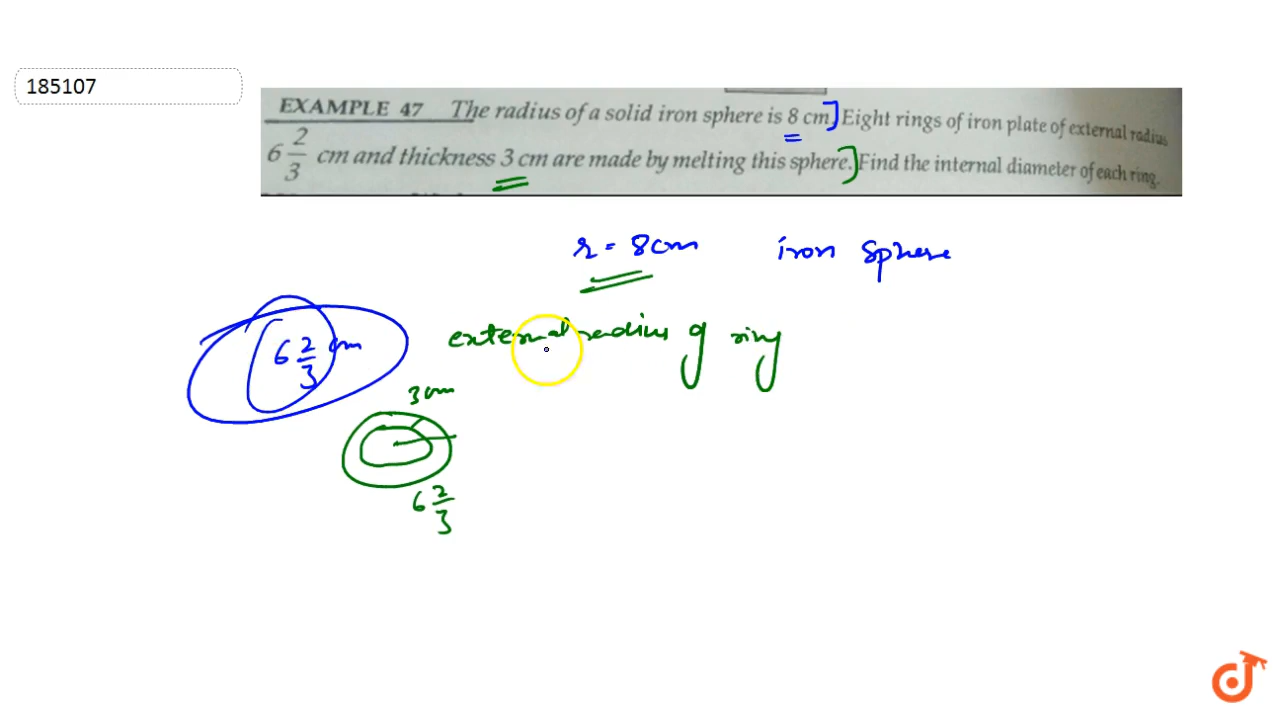 185107
EXAMPLE 47 The radius of a solid iron sphere is 8 cm. Eight rings of iron plate of external radius
6 2/3 cm and thickness 3 cm are made by melting this sphere. Find the internal diameter of each ring.
r = 8cm iron sphere
6 2/3 cm external radius of ring
3cm
6 2/3